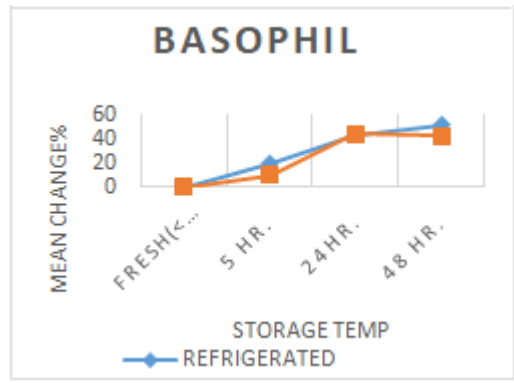 BASOPHIL
MEAN CHANGE%
60
40
20
0
FRESH(<...
5 HR.
24HR.
48 HR.
STORAGE TEMP
REFRIGERATED